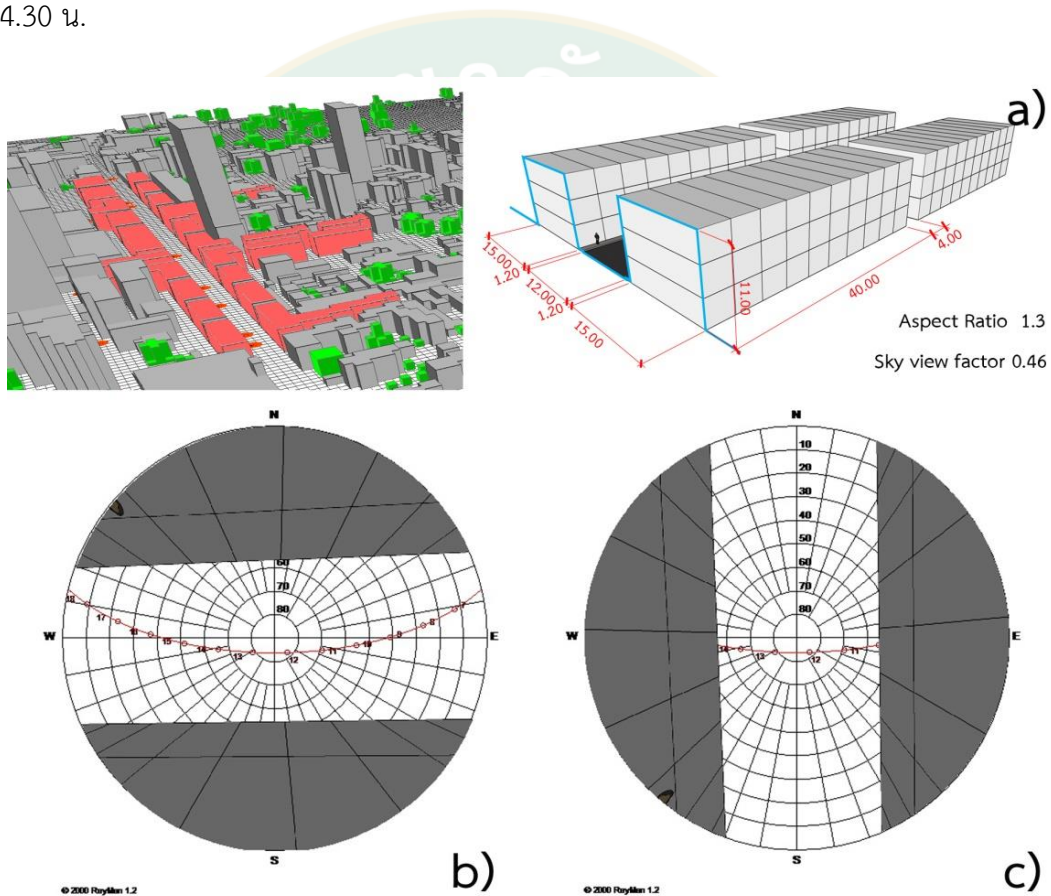 4.30 น.
a)
15.00
1.20
12.00
1.20
15.00
11.00
40.00
4.00
Aspect Ratio 1.3
Sky view factor 0.46
N
60
70
80
W
E
18
17
16
15
14
13
12
11
10
9
8
7
S
b)
© 2000 RayMan 1.2
N
10
20
30
40
50
60
70
80
W
E
14
13
12
11
S
c)
© 2000 RayMan 1.2